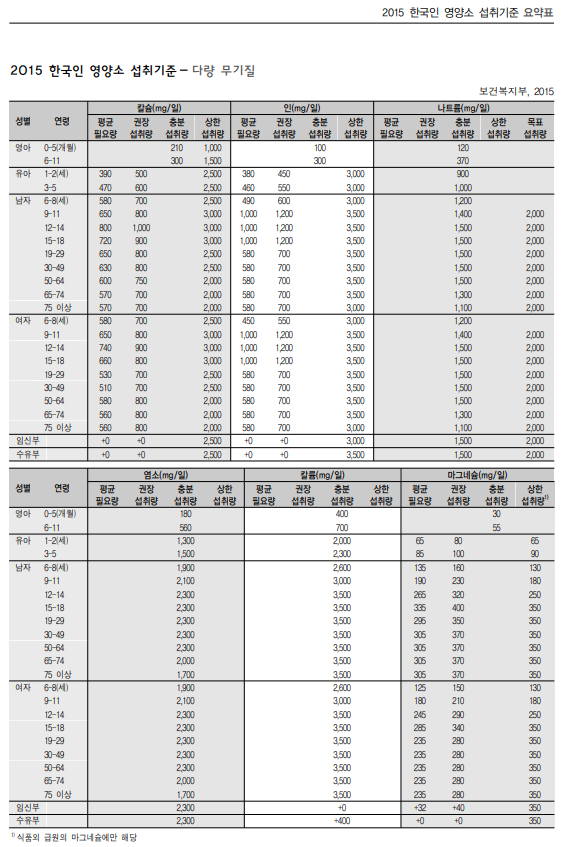 2015 한국인 영양소 섭취기준 요약표
2015 한국인 영양소 섭취기준 – 다량 무기질
보건복지부, 2015
성별 연령 칼슘(mg/일) 인(mg/일) 나트륨(mg/일)
평균 권장 충분 상한 평균 권장 충분 상한 평균 권장 충분 상한 목표
필요량 섭취량 섭취량 섭취량 필요량 섭취량 섭취량 섭취량 필요량 섭취량 섭취량 섭취량 섭취량
영아 0-5(개월) 210 1,000 100 120
6-11 300 1,500 300 370
유아 1-2(세) 390 500 2,500 380 450 3,000 900
3-5 470 600 2,500 460 550 3,000 1,000
남자 6-8(세) 580 700 2,500 490 600 3,000 1,200
9-11 650 800 3,000 1,000 1,200 3,500 1,400 2,000
12-14 800 1,000 3,000 1,000 1,200 3,500 1,500 2,000
15-18 720 900 3,000 1,000 1,200 3,500 1,500 2,000
19-29 650 800 2,500 580 700 3,500 1,500 2,000
30-49 630 800 2,500 580 700 3,500 1,500 2,000
50-64 600 750 2,000 580 700 3,500 1,500 2,000
65-74 570 700 2,000 580 700 3,500 1,300 2,000
75 이상 570 700 2,000 580 700 3,000 1,100 2,000
여자 6-8(세) 580 700 2,500 450 550 3,000 1,200
9-11 650 800 3,000 1,000 1,200 3,500 1,400 2,000
12-14 740 900 3,000 1,000 1,200 3,500 1,500 2,000
15-18 660 800 3,000 1,000 1,200 3,500 1,500 2,000
19-29 530 700 2,500 580 700 3,500 1,500 2,000
30-49 510 700 2,500 580 700 3,500 1,500 2,000
50-64 580 800 2,000 580 700 3,500 1,500 2,000
65-74 560 800 2,000 580 700 3,500 1,300 2,000
75 이상 560 800 2,000 580 700 3,000 1,100 2,000
임신부 +0 +0 2,500 +0 +0 3,000 1,500 2,000
수유부 +0 +0 2,500 +0 +0 3,500 1,500 2,000
성별 연령 염소(mg/일) 칼륨(mg/일) 마그네슘(mg/일)
평균 권장 충분 상한 평균 권장 충분 상한 평균 권장 충분 상한
필요량 섭취량 섭취량 섭취량 필요량 섭취량 섭취량 섭취량 필요량 섭취량 섭취량 섭취량1)
영아 0-5(개월) 180 400 30
6-11 560 700 55
유아 1-2(세) 1,300 2,000 65 80 65
3-5 1,500 2,300 85 100 90
남자 6-8(세) 1,900 2,600 135 160 130
9-11 2,100 3,000 190 230 180
12-14 2,300 3,500 265 320 250
15-18 2,300 3,500 335 400 350
19-29 2,300 3,500 295 350 350
30-49 2,300 3,500 305 370 350
50-64 2,300 3,500 305 370 350
65-74 2,000 3,500 305 370 350
75 이상 1,700 3,500 305 370 350
여자 6-8(세) 1,900 2,600 125 150 130
9-11 2,100 3,000 180 210 180
12-14 2,300 3,500 245 290 250
15-18 2,300 3,500 285 340 350
19-29 2,300 3,500 235 280 350
30-49 2,300 3,500 235 280 350
50-64 2,300 3,500 235 280 350
65-74 2,000 3,500 235 280 350
75 이상 1,700 3,500 235 280 350
임신부 2,300 +0 +32 +40 350
수유부 2,300 +400 +0 +0 350
1) 식품외 급원의 마그네슘에만 해당